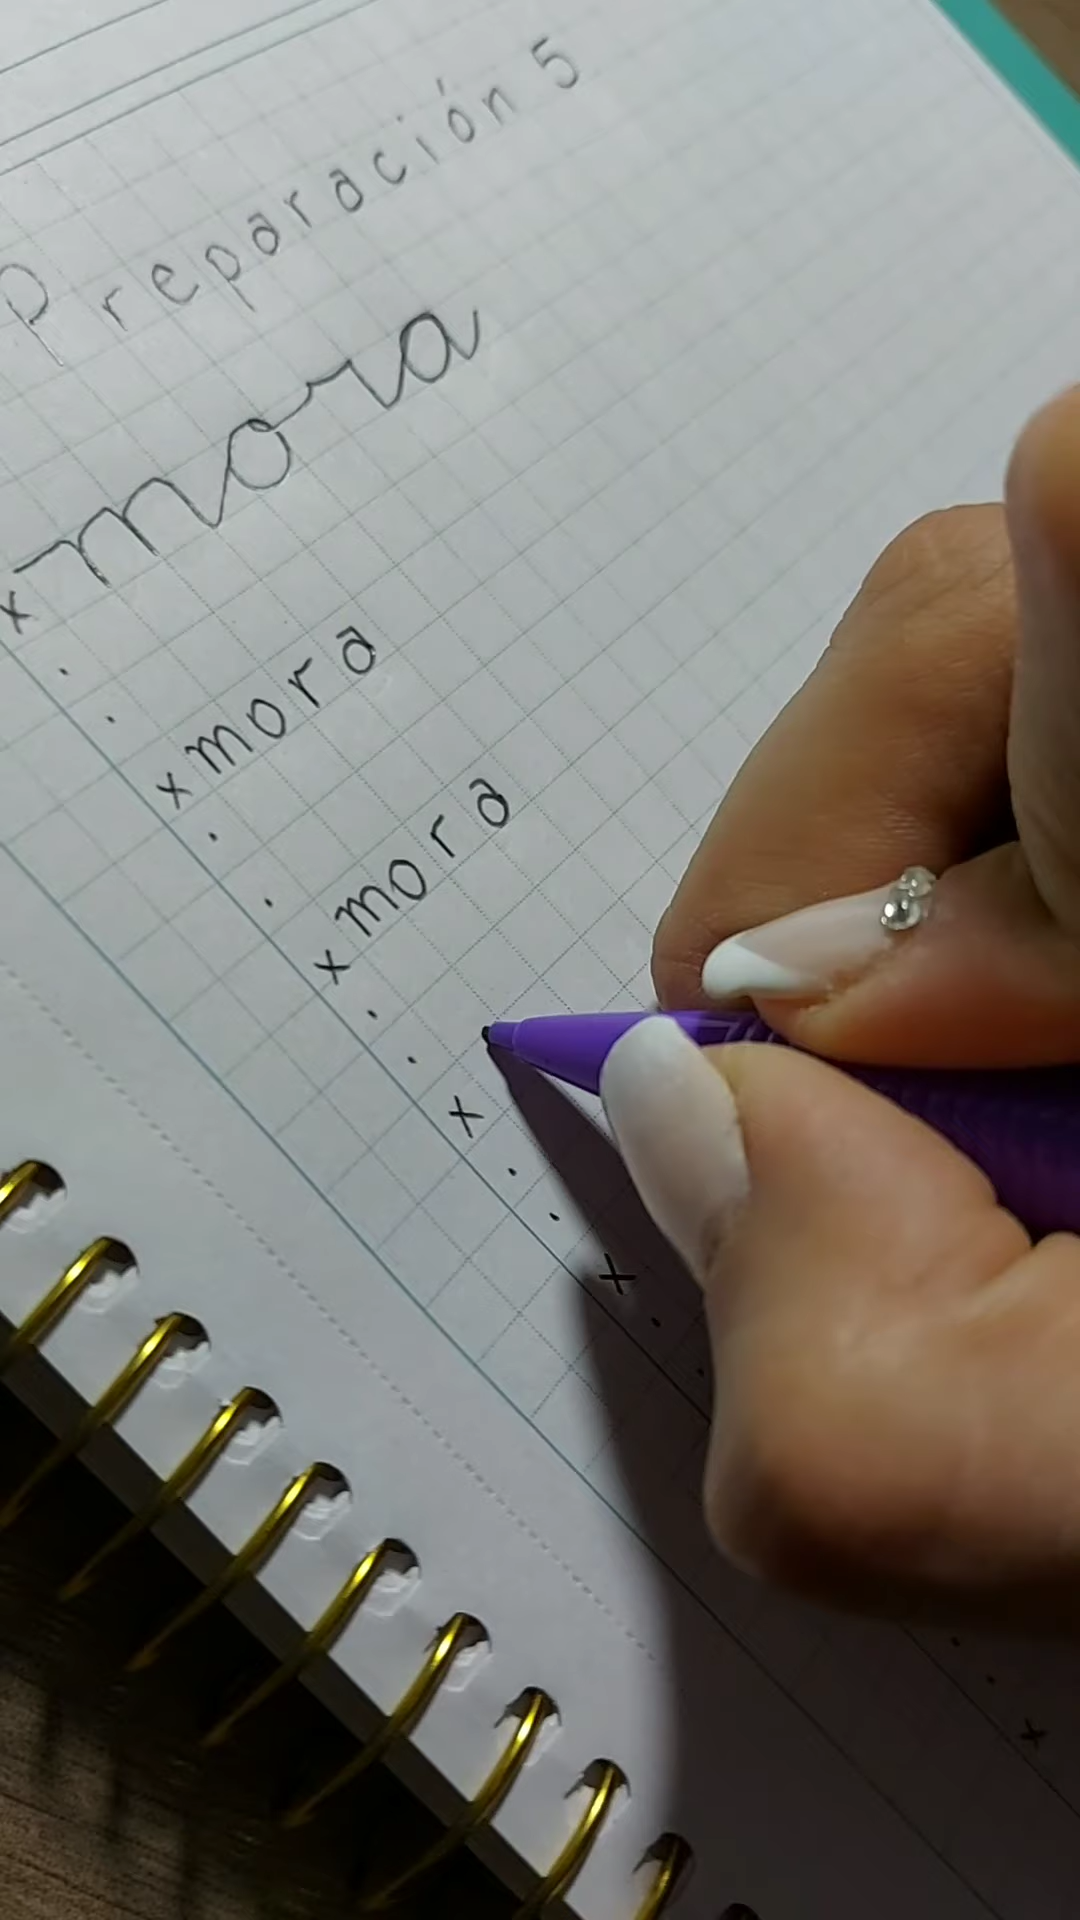 Preparación 5
x mora
.
.
x mora
.
.
x mora
.
.
x
.
.
x
.
.
x